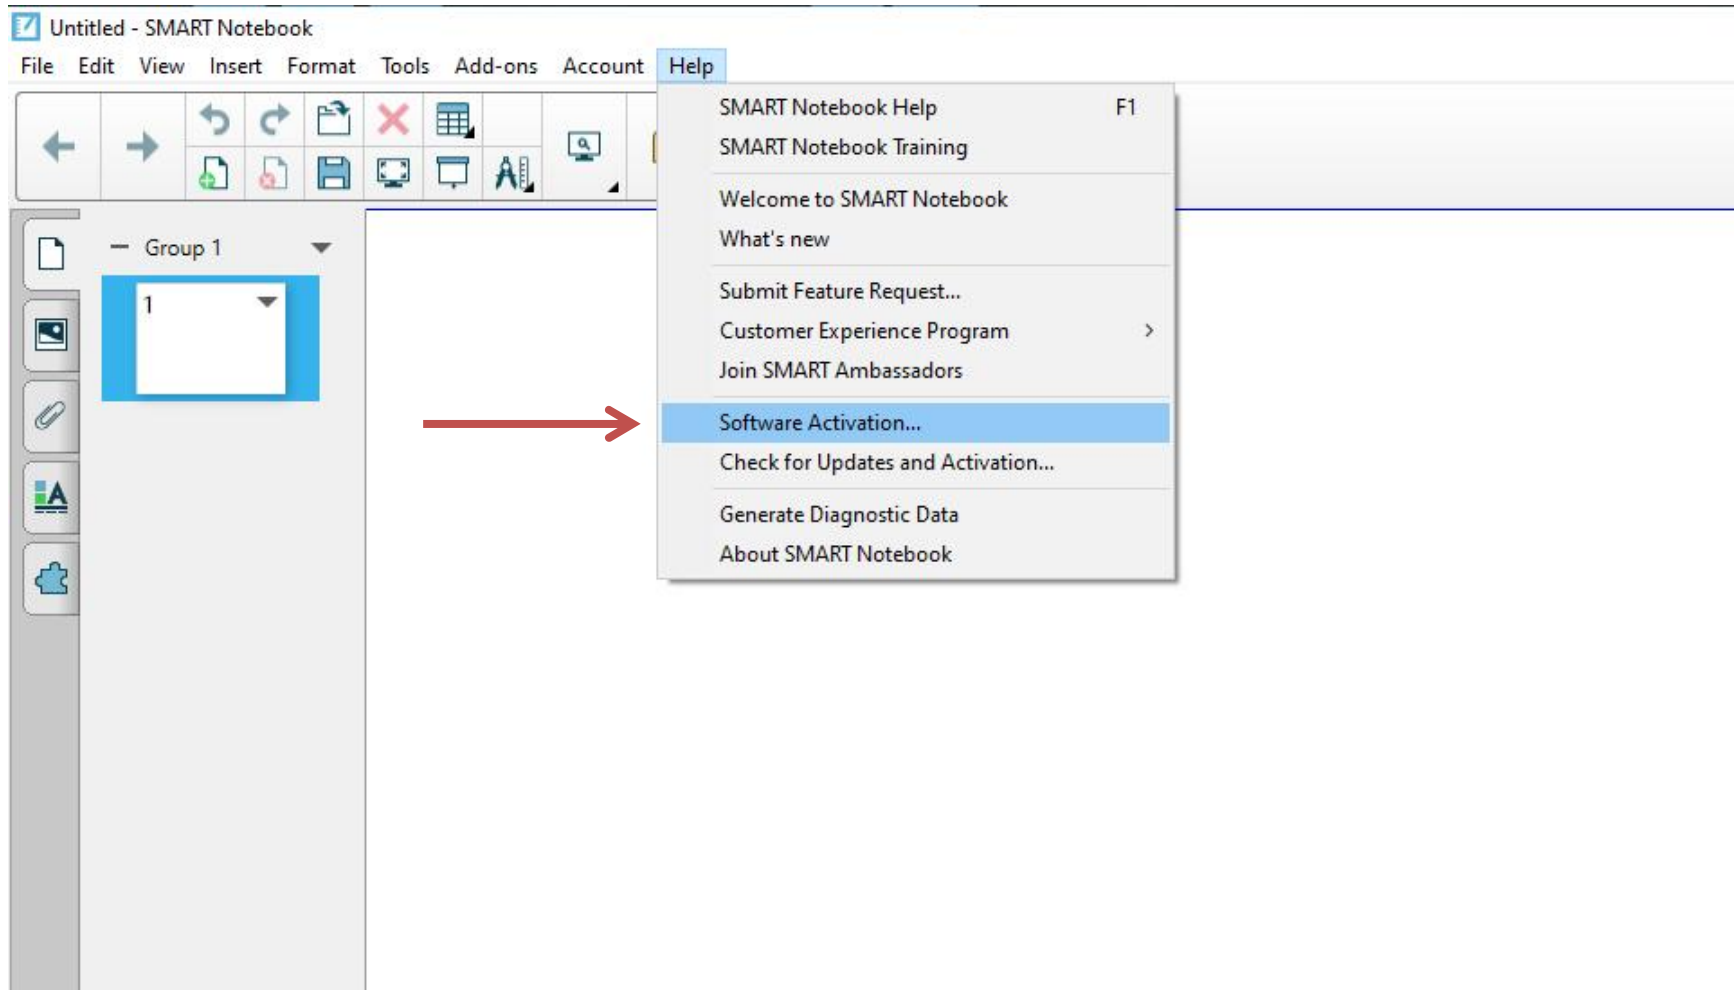 Untitled - SMART Notebook
File Edit View Insert Format Tools Add-ons Account Help
SMART Notebook Help F1
SMART Notebook Training
Welcome to SMART Notebook
What's new
Submit Feature Request...
Customer Experience Program
Join SMART Ambassadors
Software Activation...
Check for Updates and Activation...
Generate Diagnostic Data
About SMART Notebook
Group 1
1